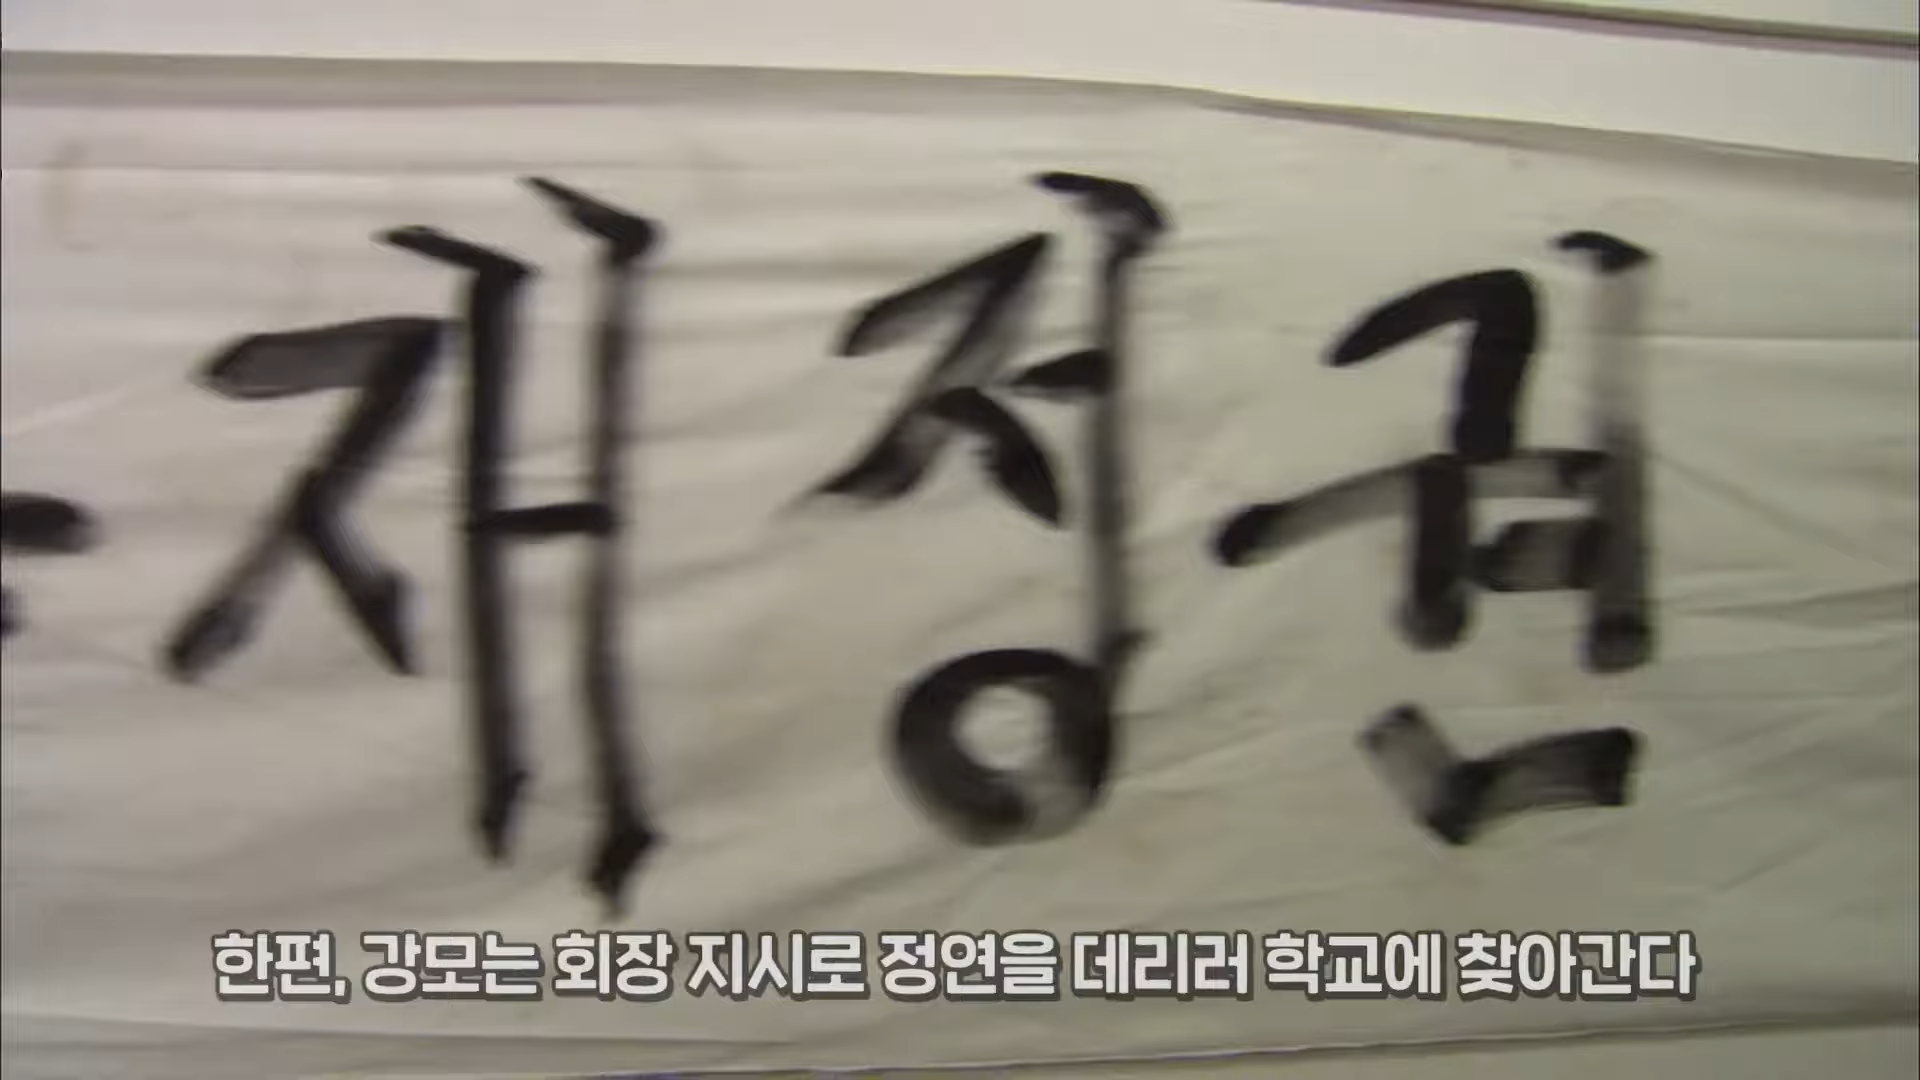 재정권
한편, 강모는 회장 지시로 정연을 데리러 학교에 찾아간다